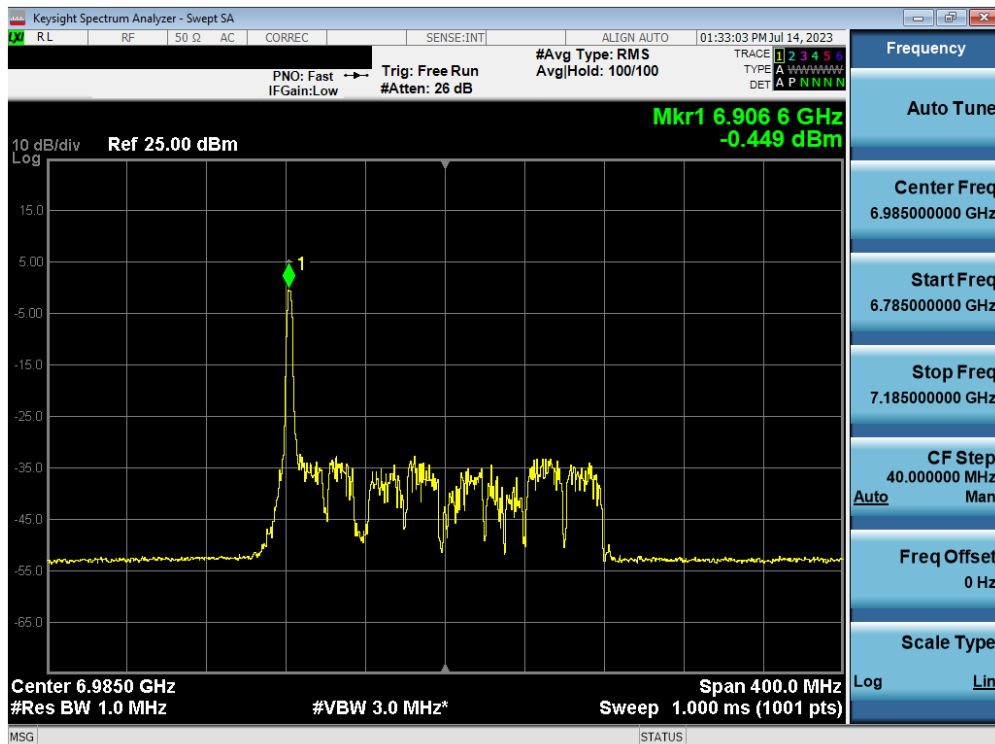 Keysight Spectrum Analyzer - Swept SA
LXI RL RF 50 Ω AC CORREC SENSE:INT ALIGN AUTO 01:33:03 PM Jul 14, 2023
PNO: Fast
IFGain:Low
Trig: Free Run
#Atten: 26 dB
#Avg Type: RMS
Avg|Hold: 100/100
TRACE 1 2 3 4 5 6
TYPE A WWWWW
DET A P N N N N
Mkr1 6.906 6 GHz
-0.449 dBm
10 dB/div
Log
Ref 25.00 dBm
1
15.0
5.00
-5.00
-15.0
-25.0
-35.0
-45.0
-55.0
-65.0
Center 6.9850 GHz
Span 400.0 MHz
#Res BW 1.0 MHz
#VBW 3.0 MHz*
Sweep 1.000 ms (1001 pts)
MSG
STATUS
Frequency
Auto Tune
Center Freq
6.985000000 GHz
Start Freq
6.785000000 GHz
Stop Freq
7.185000000 GHz
CF Step
40.000000 MHz
Auto Man
Freq Offset
0 Hz
Scale Type
Log Lin